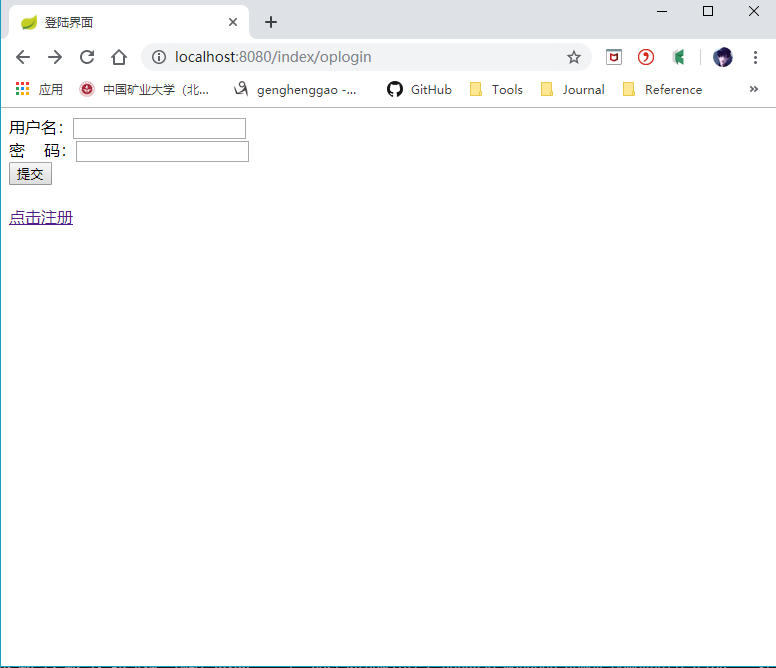 登陆界面
localhost:8080/index/oplogin
应用 中国矿业大学（北... genghenggao -... GitHub Tools Journal Reference »
用户名：
密 码：
提交
点击注册